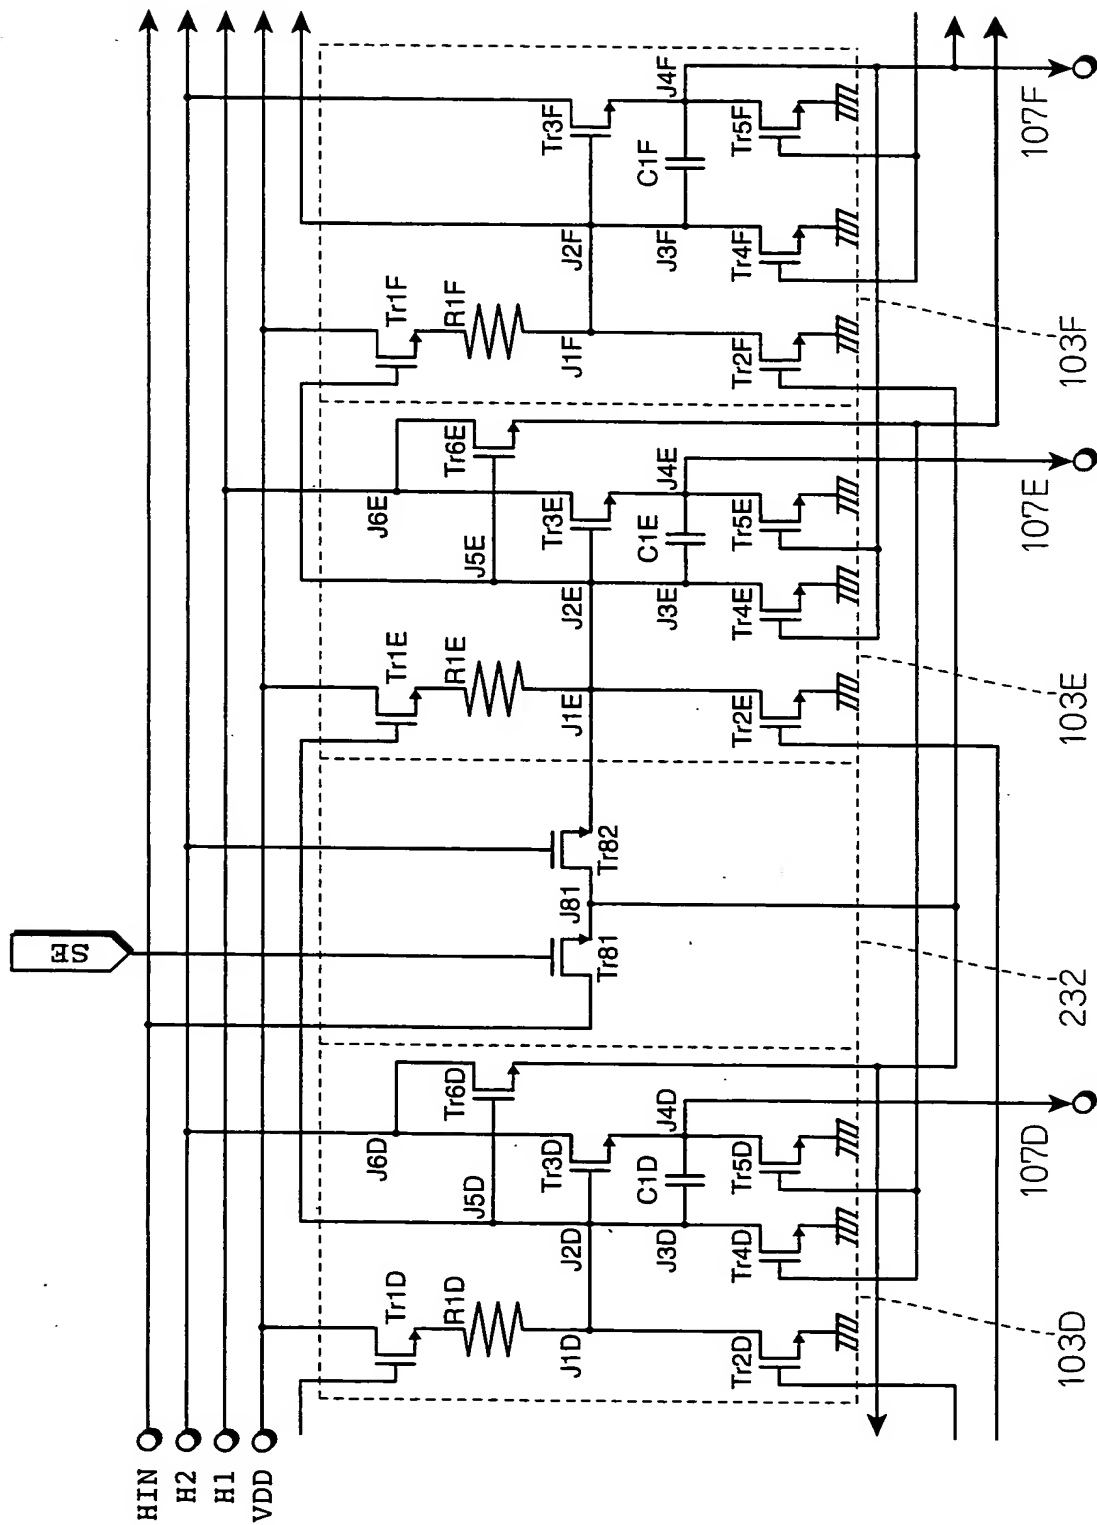 HIN
H2
H1
VDD
SE
Tr1D
R1D
J1D
Tr2D
J2D
J3D
Tr4D
J5D
J6D
Tr6D
Tr3D
C1D
J4D
Tr5D
107D
103D
Tr81
J81
Tr82
232
Tr1E
R1E
J1E
Tr2E
J2E
J3E
Tr4E
J5E
J6E
Tr6E
Tr3E
C1E
J4E
Tr5E
107E
103E
Tr1F
R1F
J1F
Tr2F
J2F
J3F
Tr4F
Tr3F
C1F
J4F
Tr5F
107F
103F